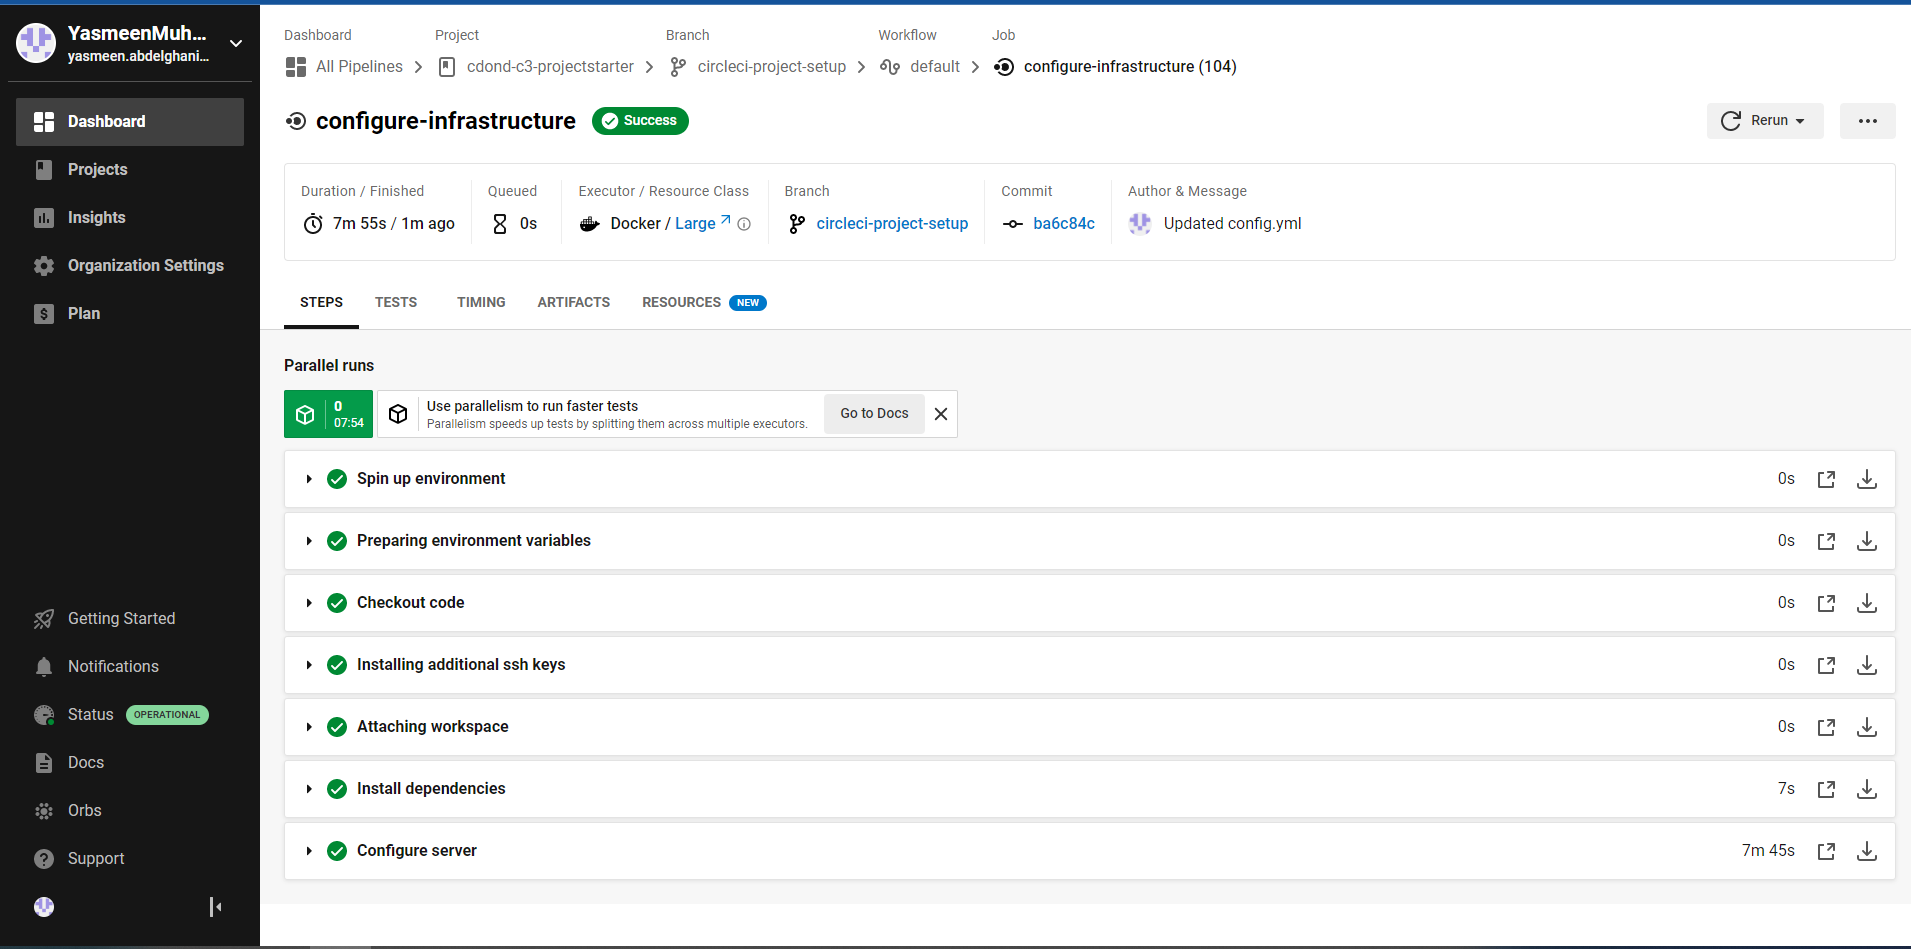 YasmeenMuh...
yasmeen.abdelghani...
Dashboard
Projects
Insights
Organization Settings
Plan
Getting Started
Notifications
Status OPERATIONAL
Docs
Orbs
Support
Dashboard Project Branch Workflow Job
All Pipelines cdond-c3-projectstarter circleci-project-setup default configure-infrastructure (104)
configure-infrastructure Success
Rerun
Duration / Finished Queued Executor / Resource Class Branch Commit Author & Message
7m 55s / 1m ago 0s Docker / Large circleci-project-setup ba6c84c Updated config.yml
STEPS TESTS TIMING ARTIFACTS RESOURCES NEW
Parallel runs
0
07:54
Use parallelism to run faster tests
Parallelism speeds up tests by splitting them across multiple executors.
Go to Docs
Spin up environment 0s
Preparing environment variables 0s
Checkout code 0s
Installing additional ssh keys 0s
Attaching workspace 0s
Install dependencies 7s
Configure server 7m 45s